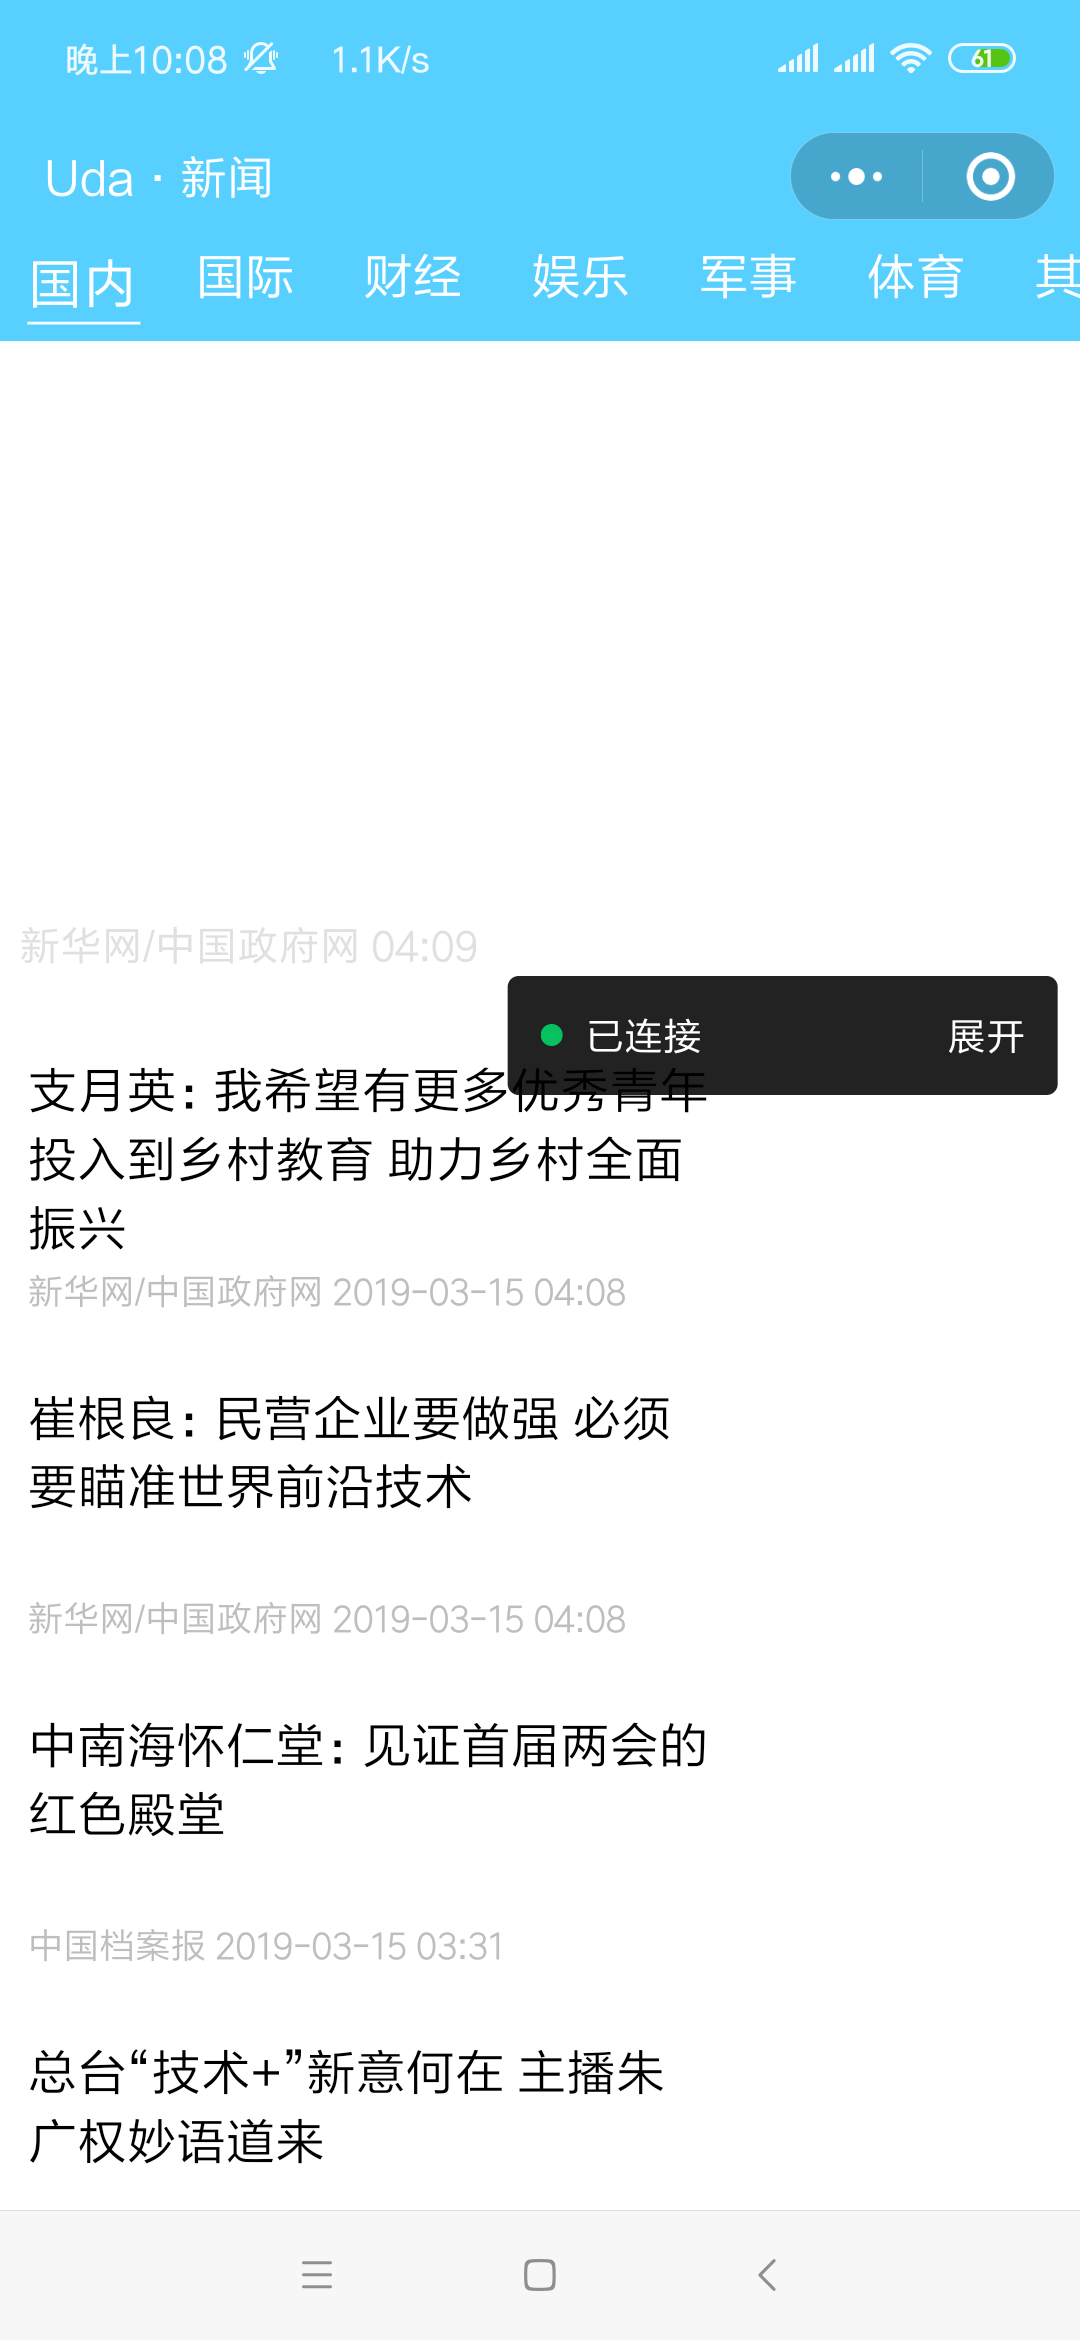 晚上10:08 1.1K/s 61
Uda · 新闻
国内 国际 财经 娱乐 军事 体育 其
新华网/中国政府网 04:09
已连接 展开
支月英：我希望有更多优秀青年
投入到乡村教育 助力乡村全面
振兴
新华网/中国政府网 2019-03-15 04:08
崔根良：民营企业要做强 必须
要瞄准世界前沿技术
新华网/中国政府网 2019-03-15 04:08
中南海怀仁堂：见证首届两会的
红色殿堂
中国档案报 2019-03-15 03:31
总台“技术+”新意何在 主播朱
广权妙语道来